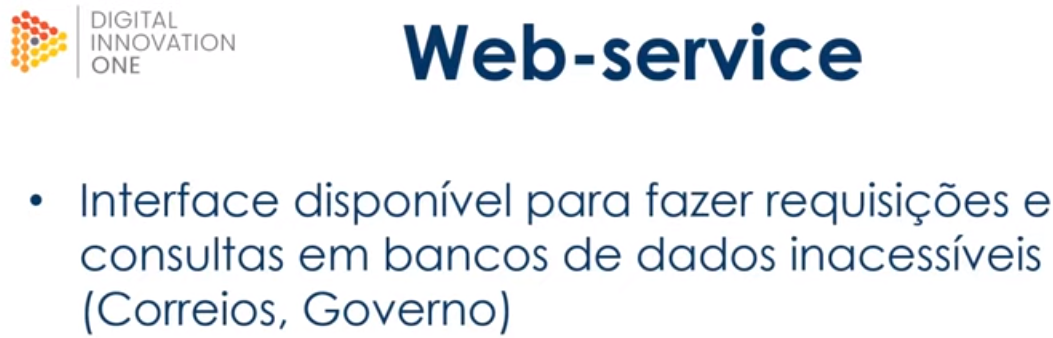 DIGITAL
INNOVATION
ONE
Web-service
• Interface disponível para fazer requisições e
consultas em bancos de dados inacessíveis
(Correios, Governo)